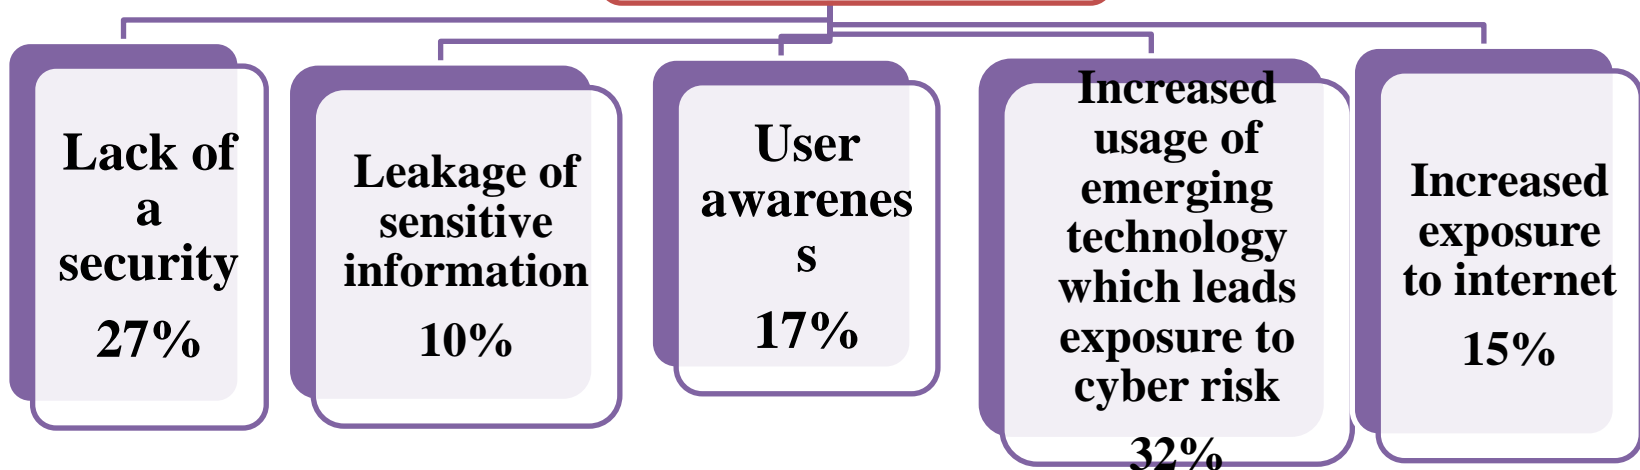 Lack of
a
security
27%
Leakage of
sensitive
information
10%
User
awarenes
s
17%
Increased
usage of
emerging
technology
which leads
exposure to
cyber risk
32%
Increased
exposure
to internet
15%